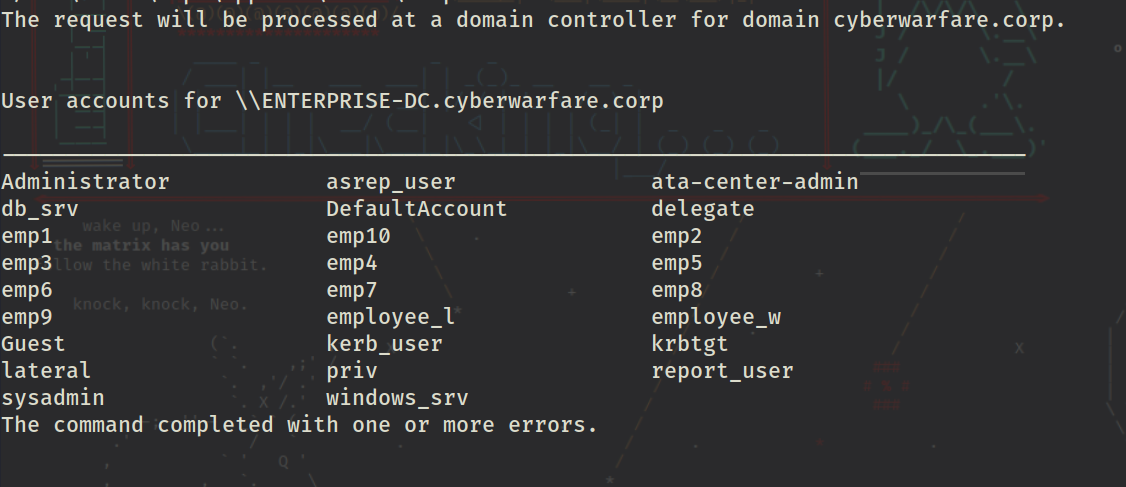 The request will be processed at a domain controller for domain cyberwarfare.corp.
User accounts for \\ENTERPRISE-DC.cyberwarfare.corp
Administrator asrep_user ata-center-admin
db_srv DefaultAccount delegate
wake up, Neo...
emp1 emp10 emp2
the matrix has you
emp3 emp4 emp5
follow the white rabbit.
emp6 emp7 emp8
knock, knock, Neo.
emp9 employee_l employee_w
Guest kerb_user krbtgt
lateral priv report_user
sysadmin windows_srv
The command completed with one or more errors.